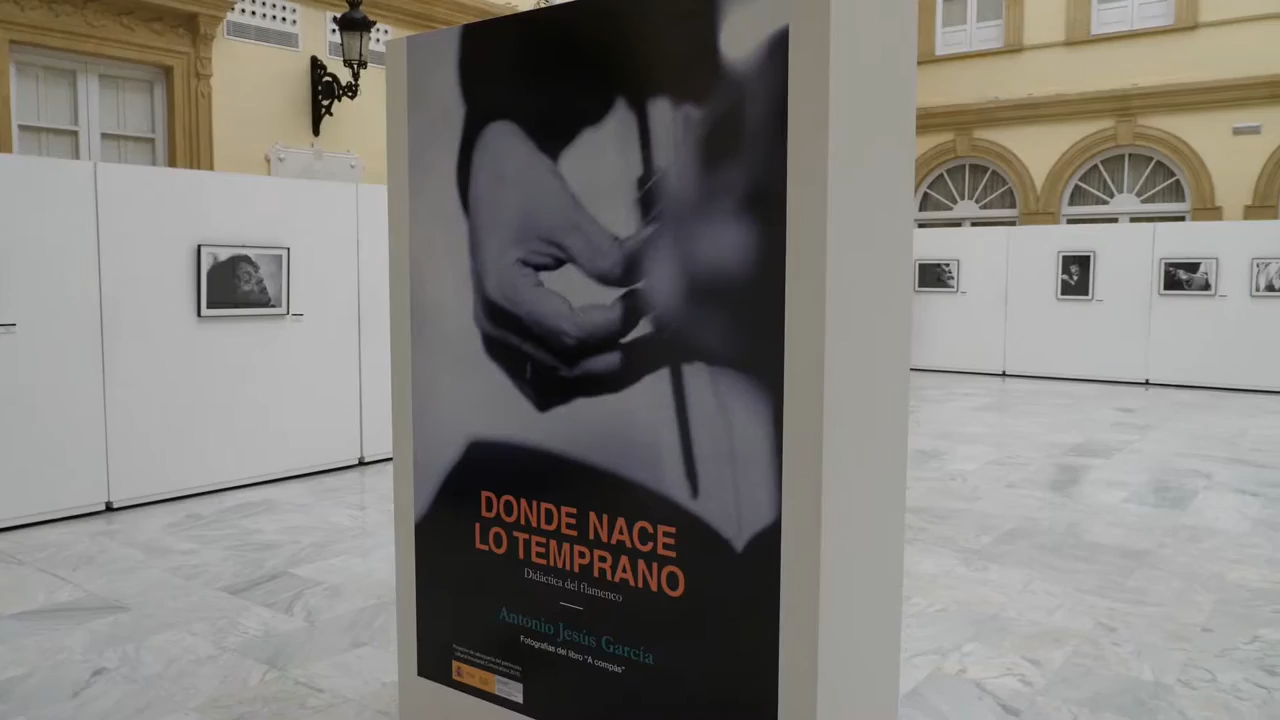 DONDE NACE
LO TEMPRANO
Didáctica del flamenco
Antonio Jesús García
Fotografías del libro "A compás"